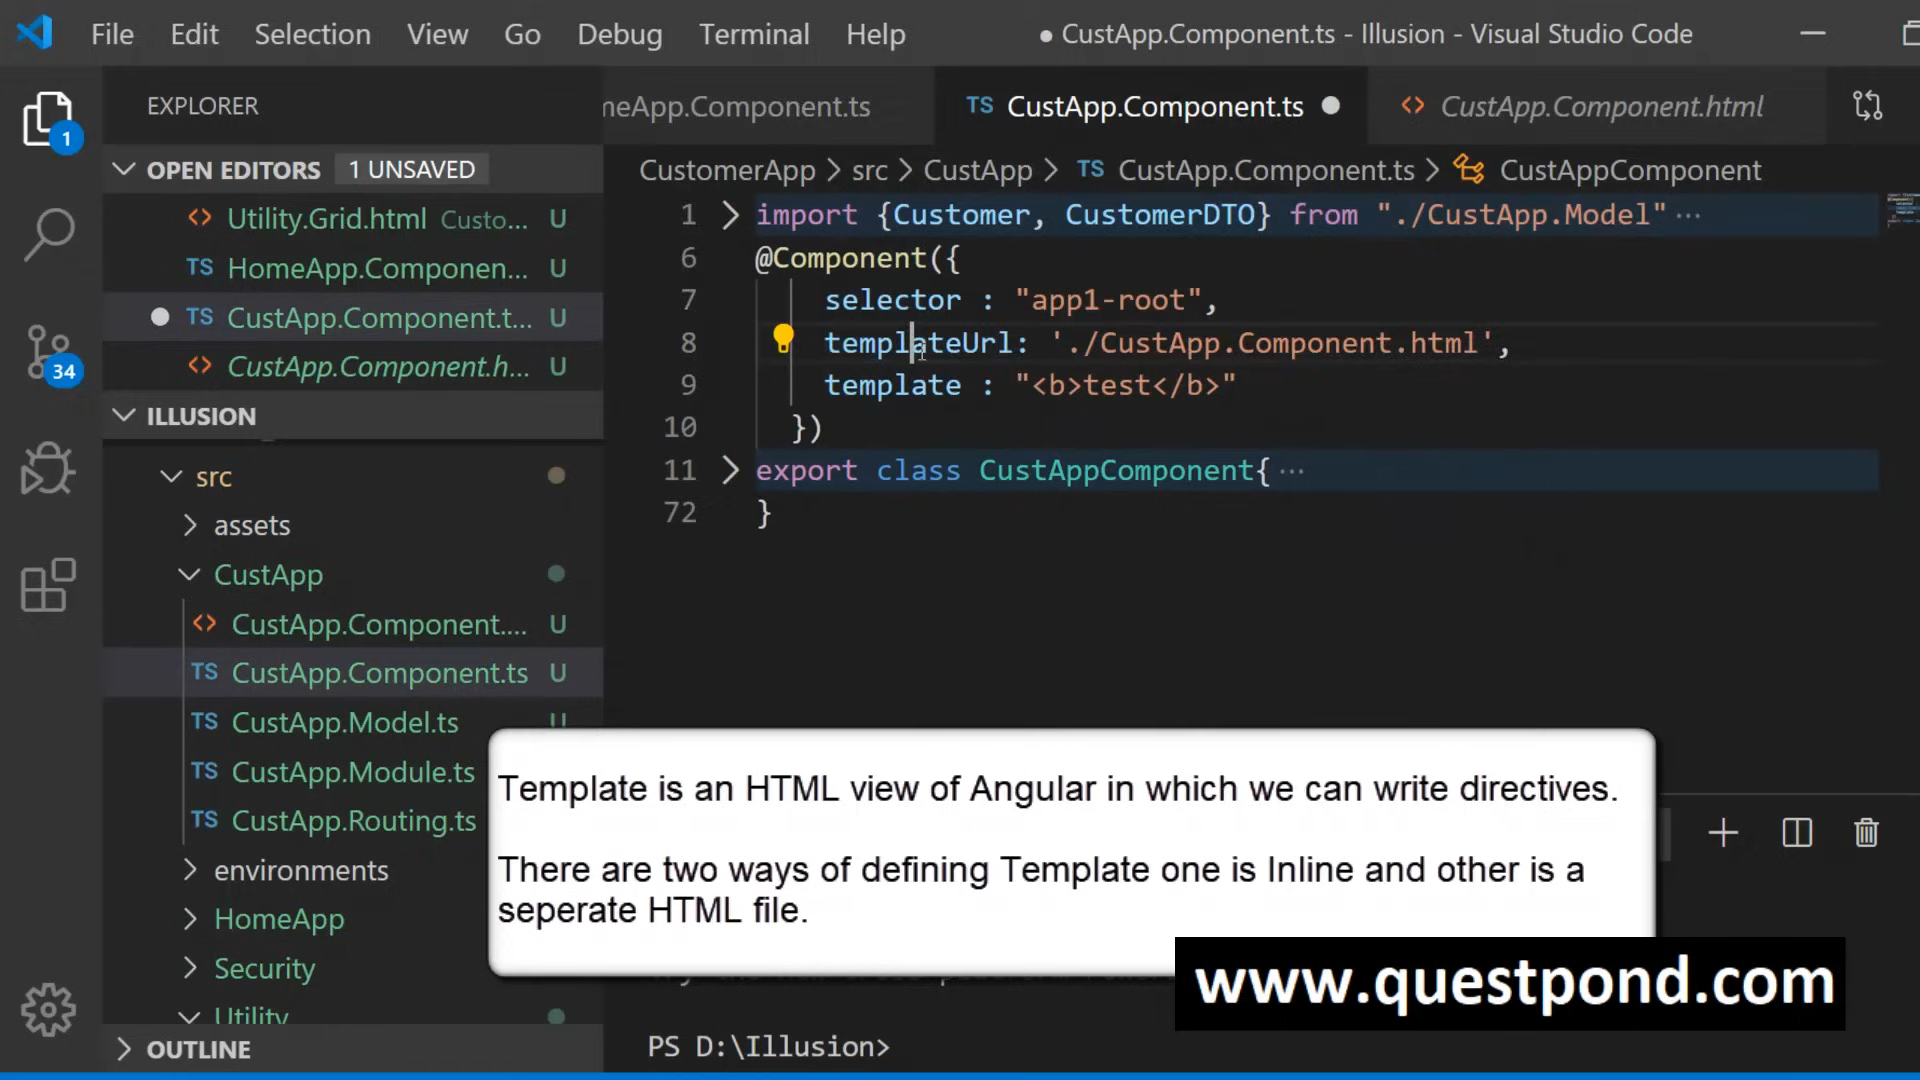 File Edit Selection View Go Debug Terminal Help ● CustApp.Component.ts - Illusion - Visual Studio Code
EXPLORER
meApp.Component.ts
TS CustApp.Component.ts
<> CustApp.Component.html
1
OPEN EDITORS 1 UNSAVED
CustomerApp > src > CustApp > TS CustApp.Component.ts > CustAppComponent
<> Utility.Grid.html Custo... U
TS HomeApp.Componen... U
TS CustApp.Component.t... U
<> CustApp.Component.h... U
34
ILLUSION
src
assets
CustApp
<> CustApp.Component.... U
TS CustApp.Component.ts U
TS CustApp.Model.ts U
TS CustApp.Module.ts
TS CustApp.Routing.ts
environments
HomeApp
Security
Utility
OUTLINE
1 import {Customer, CustomerDTO} from "./CustApp.Model"···
6 @Component({
7 selector : "app1-root",
8 templateUrl: './CustApp.Component.html',
9 template : "<b>test</b>"
10 })
11 export class CustAppComponent{···
72 }
Template is an HTML view of Angular in which we can write directives.
There are two ways of defining Template one is Inline and other is a
seperate HTML file.
www.questpond.com
PS D:\Illusion>